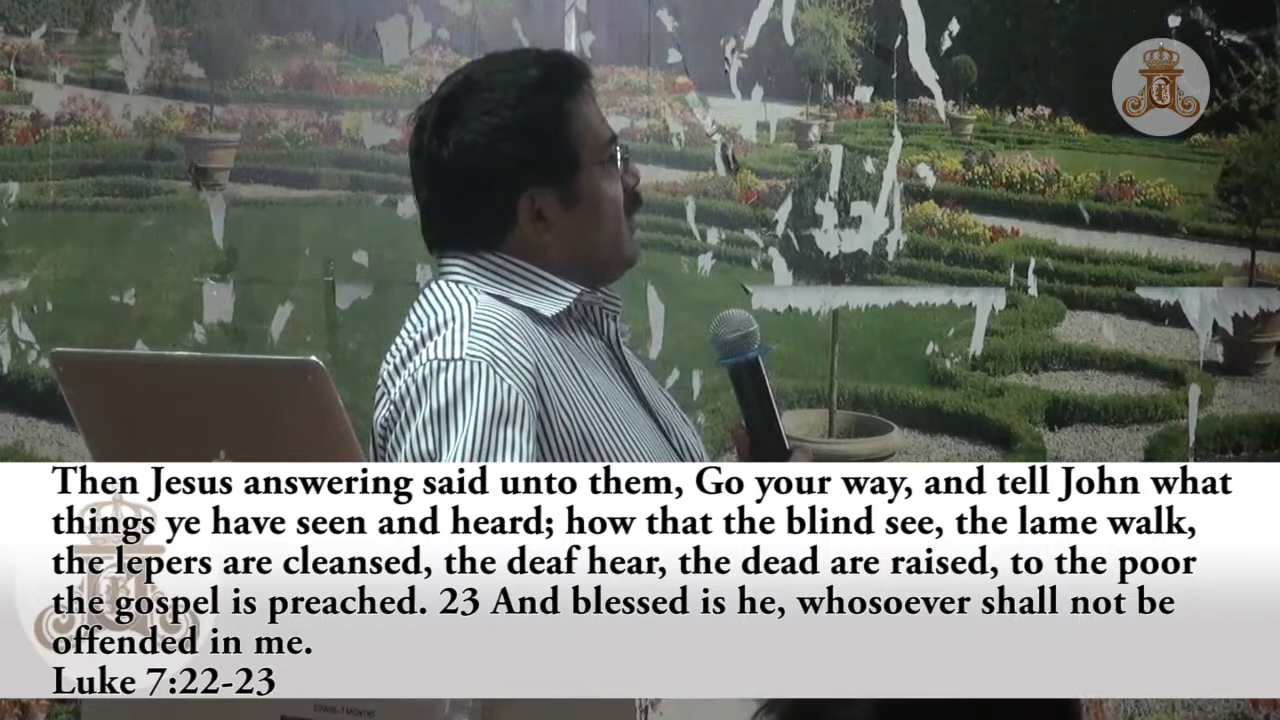 Then Jesus answering said unto them, Go your way, and tell John what
things ye have seen and heard; how that the blind see, the lame walk,
the lepers are cleansed, the deaf hear, the dead are raised, to the poor
the gospel is preached. 23 And blessed is he, whosoever shall not be
offended in me.
Luke 7:22-23